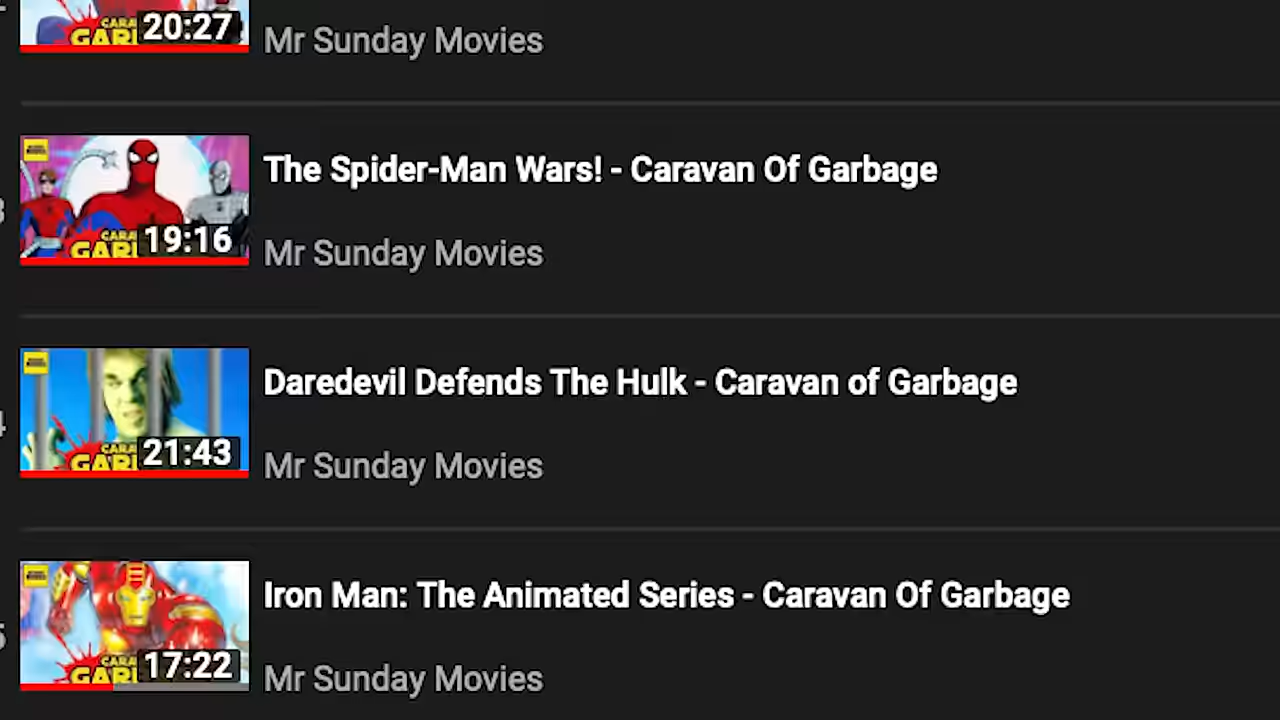 20:27
Mr Sunday Movies
The Spider-Man Wars! - Caravan Of Garbage
19:16
Mr Sunday Movies
Daredevil Defends The Hulk - Caravan of Garbage
21:43
Mr Sunday Movies
Iron Man: The Animated Series - Caravan Of Garbage
17:22
Mr Sunday Movies